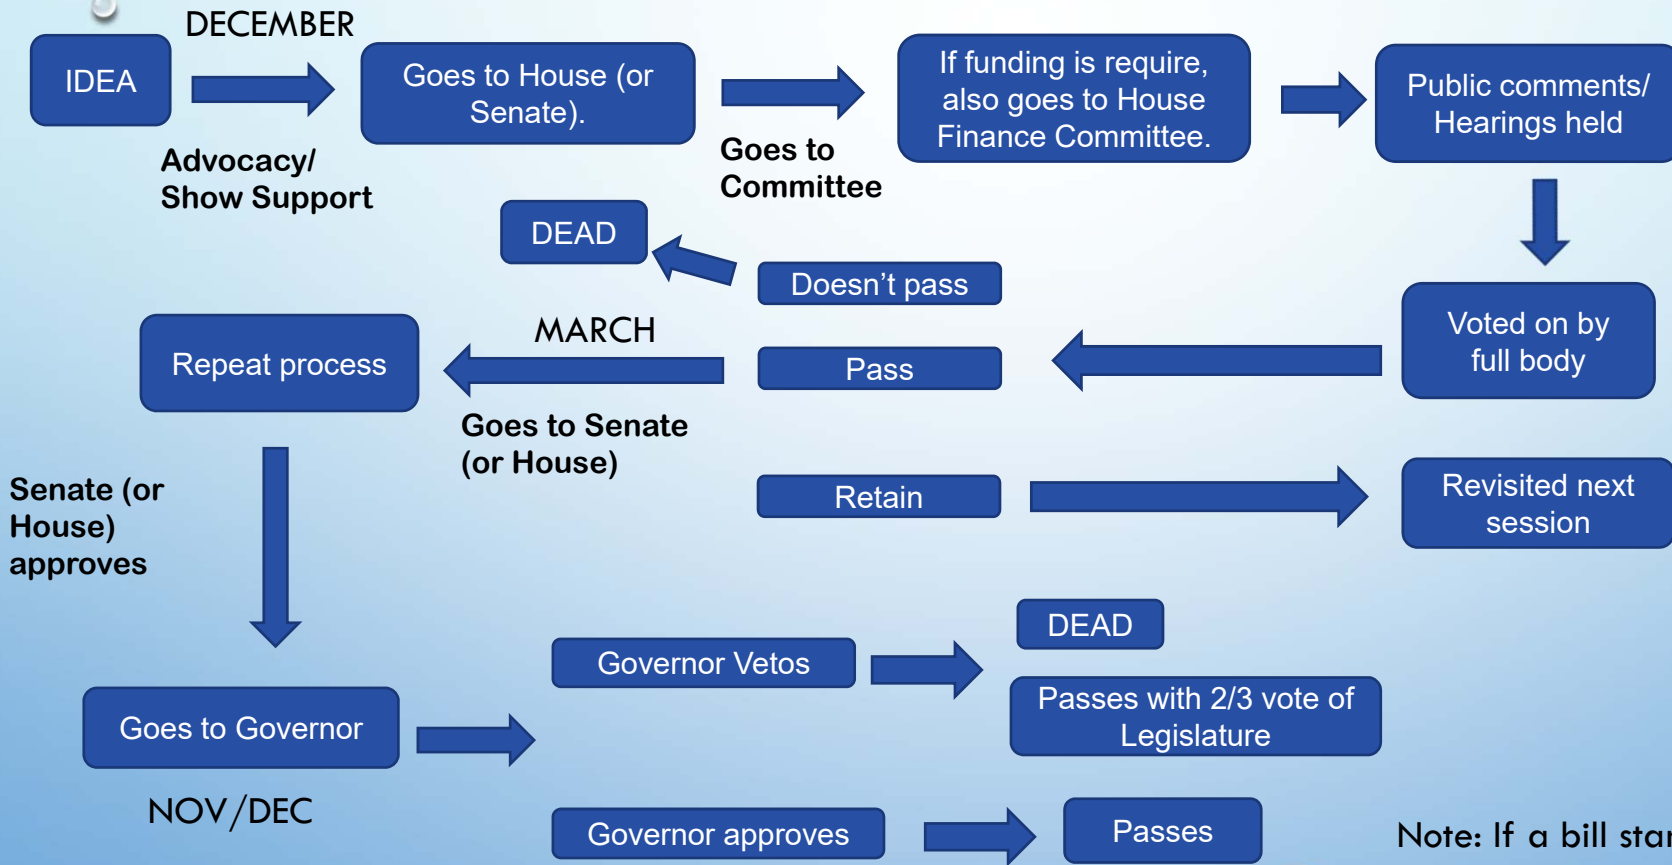 DECEMBER
IDEA
Goes to House (or
Senate).
If funding is require,
also goes to House
Finance Committee.
Public comments/
Hearings held
Advocacy/
Show Support
Goes to
Committee
DEAD
Doesn't pass
Voted on by
full body
MARCH
Repeat process
Pass
Goes to Senate
(or House)
Retain
Revisited next
session
Senate (or
House)
approves
DEAD
Governor Vetos
Passes with 2/3 vote of
Legislature
Goes to Governor
NOV/DEC
Governor approves
Passes
Note: If a bill